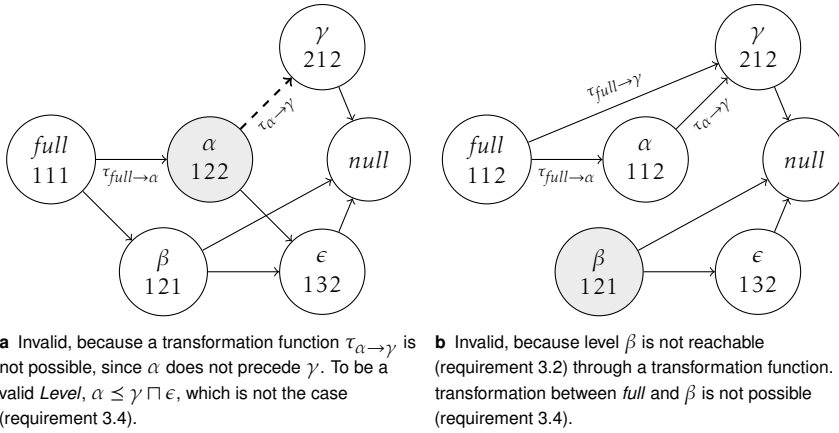 γ
212
full
111
α
122
null
β
121
ϵ
132
τfull→α
τα→γ
a Invalid, because a transformation function τα→γ is
not possible, since α does not precede γ. To be a
valid Level, α ⪯ γ ⊓ ϵ, which is not the case
(requirement 3.4).
γ
212
full
112
α
112
null
β
121
ϵ
132
τfull→γ
τfull→α
τα→γ
b Invalid, because level β is not reachable
(requirement 3.2) through a transformation function.
transformation between full and β is not possible
(requirement 3.4).